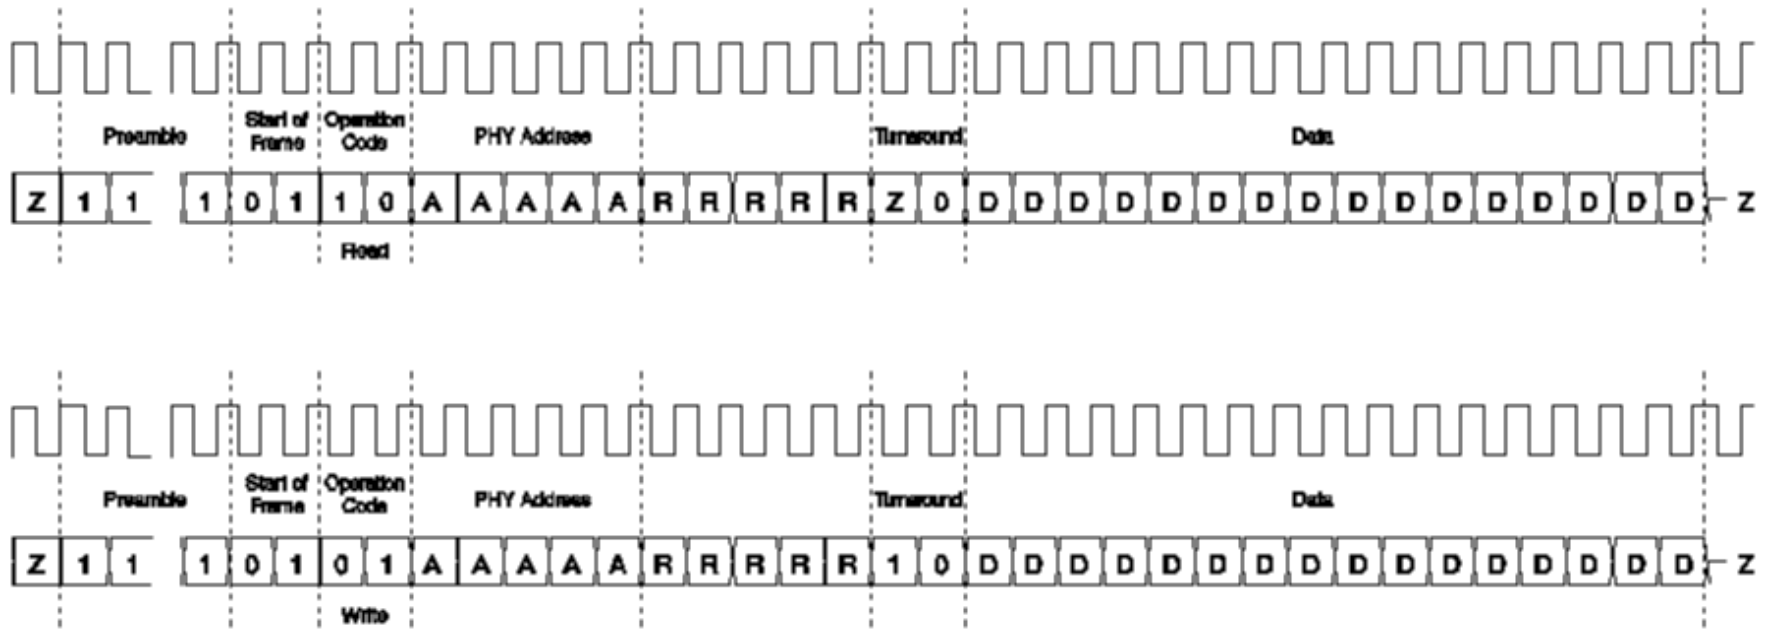 Preamble Start of Frame Operation Code PHY Address Turnaround Data
Z 1 1 1 0 1 1 0 A A A A A R R R R R Z 0 D D D D D D D D D D D D D D D D Z
Read
Preamble Start of Frame Operation Code PHY Address Turnaround Data
Z 1 1 1 0 1 0 1 A A A A A R R R R R 1 0 D D D D D D D D D D D D D D D D Z
Write